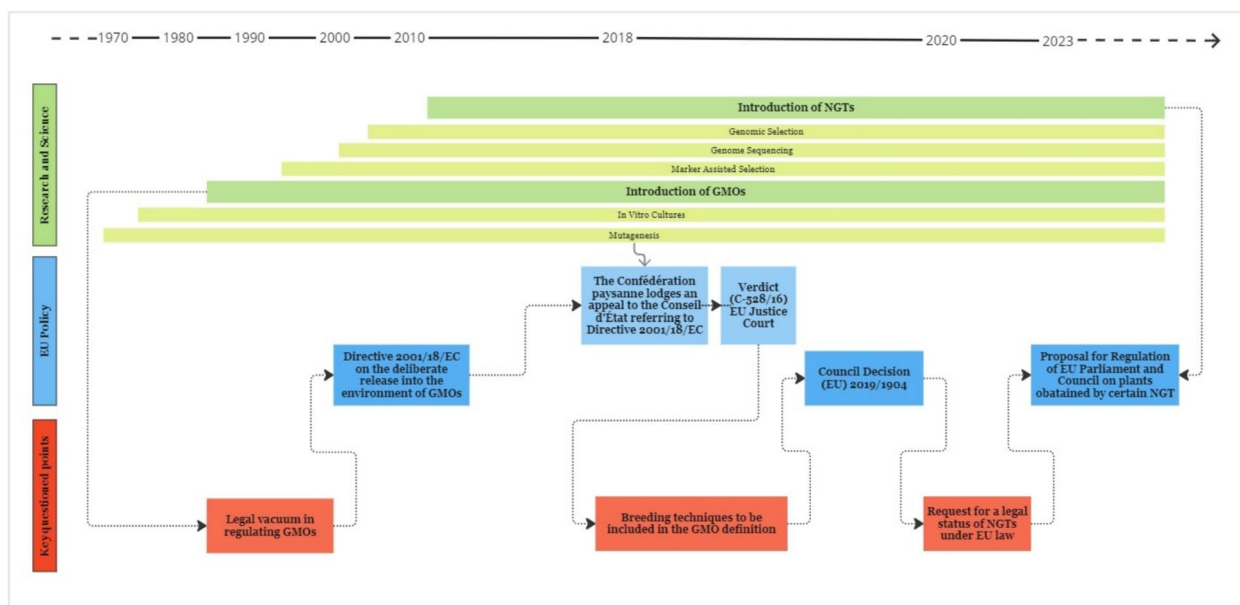 1970 1980 1990 2000 2010 2018 2020 2023
Research and Science
Introduction of NGTs
Genomic Selection
Genome Sequencing
Marker Assisted Selection
Introduction of GMOs
In Vitro Cultures
Mutagenesis
EU Policy
The Confédération
paysanne lodges an
appeal to the Conseil
d'État referring to
Directive 2001/18/EC
Verdict
(C-528/16)
EU Justice
Court
Directive 2001/18/EC
on the deliberate
release into the
environment of GMOs
Council Decision
(EU) 2019/1904
Proposal for Regulation
of EU Parliament and
Council on plants
obatained by certain NGT
Key questioned points
Legal vacuum in
regulating GMOs
Breeding techniques to be
included in the GMO definition
Request for a legal
status of NGTs
under EU law